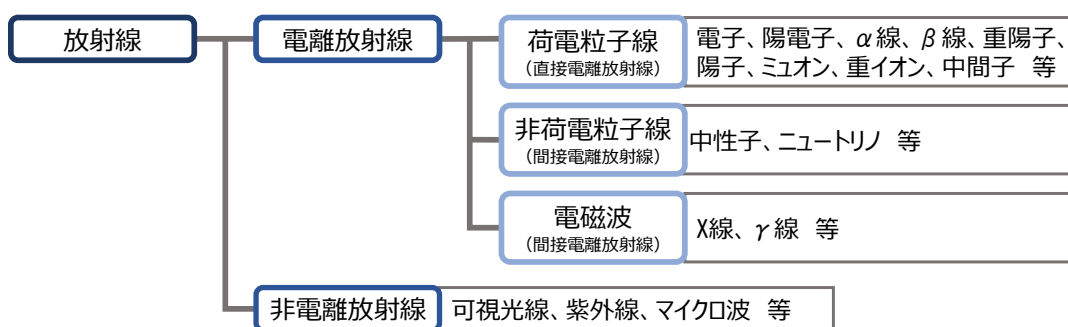 放射線
電離放射線
荷電粒子線
（直接電離放射線）
電子、陽電子、α線、β線、重陽子、
陽子、ミュオン、重イオン、中間子 等
非荷電粒子線
（間接電離放射線）
中性子、ニュートリノ 等
電磁波
（間接電離放射線）
X線、γ線 等
非電離放射線
可視光線、紫外線、マイクロ波 等